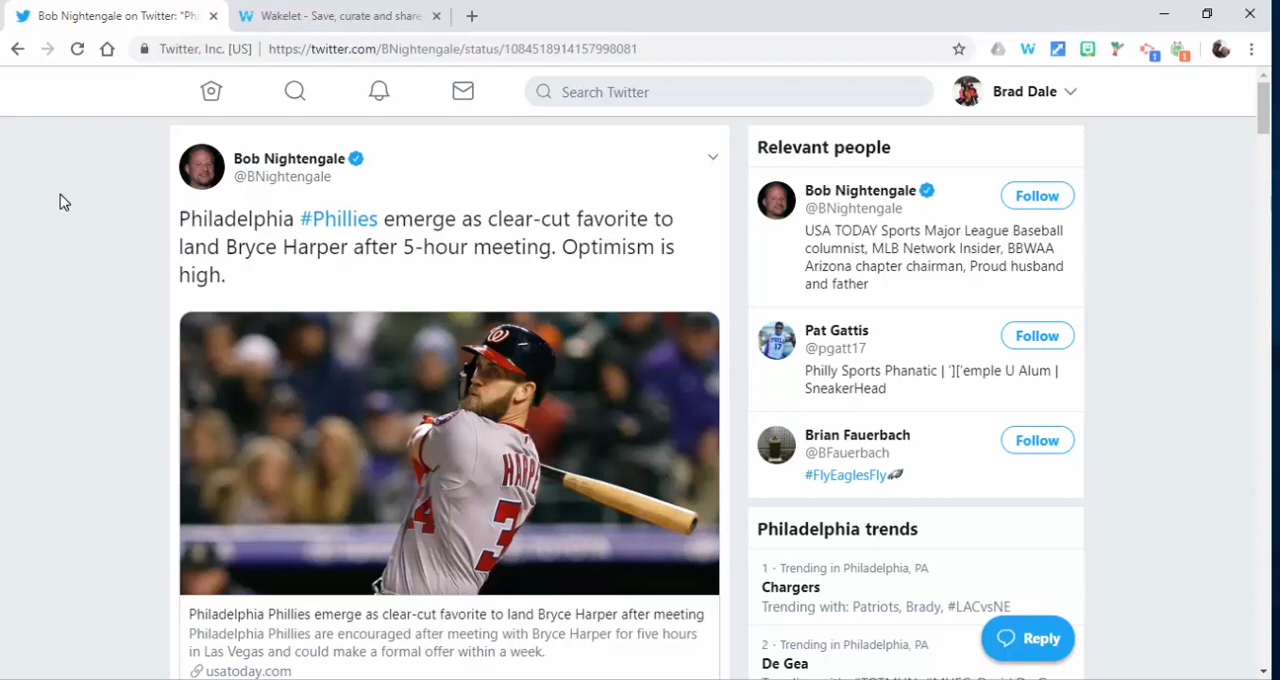 Bob Nightengale on Twitter: "Phi
Wakelet - Save, curate and share
Twitter, Inc. [US] | https://twitter.com/BNightengale/status/1084518914157998081
Search Twitter
Brad Dale
Bob Nightengale
@BNightengale
Philadelphia #Phillies emerge as clear-cut favorite to
land Bryce Harper after 5-hour meeting. Optimism is
high.
HARPE
34
Philadelphia Phillies emerge as clear-cut favorite to land Bryce Harper after meeting
Philadelphia Phillies are encouraged after meeting with Bryce Harper for five hours
in Las Vegas and could make a formal offer within a week.
usatoday.com
Relevant people
Bob Nightengale
@BNightengale
Follow
USA TODAY Sports Major League Baseball
columnist, MLB Network Insider, BBWAA
Arizona chapter chairman, Proud husband
and father
Pat Gattis
@pgatt17
Follow
Philly Sports Phanatic | ']['emple U Alum |
SneakerHead
Brian Fauerbach
@BFauerbach
Follow
#FlyEaglesFly
Philadelphia trends
1 · Trending in Philadelphia, PA
Chargers
Trending with: Patriots, Brady, #LACvsNE
2 · Trending in Philadelphia, PA
De Gea
Reply